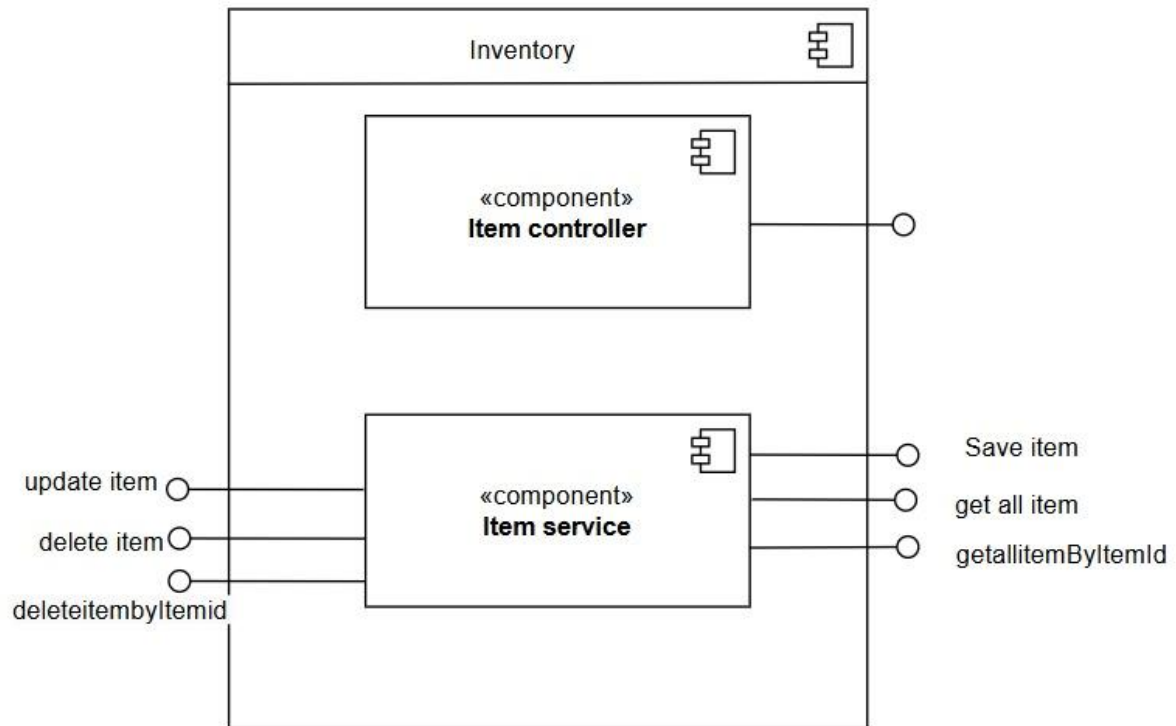 Inventory
«component»
Item controller
«component»
Item service
update item
delete item
deleteitembyItemid
Save item
get all item
getallitemByItemId